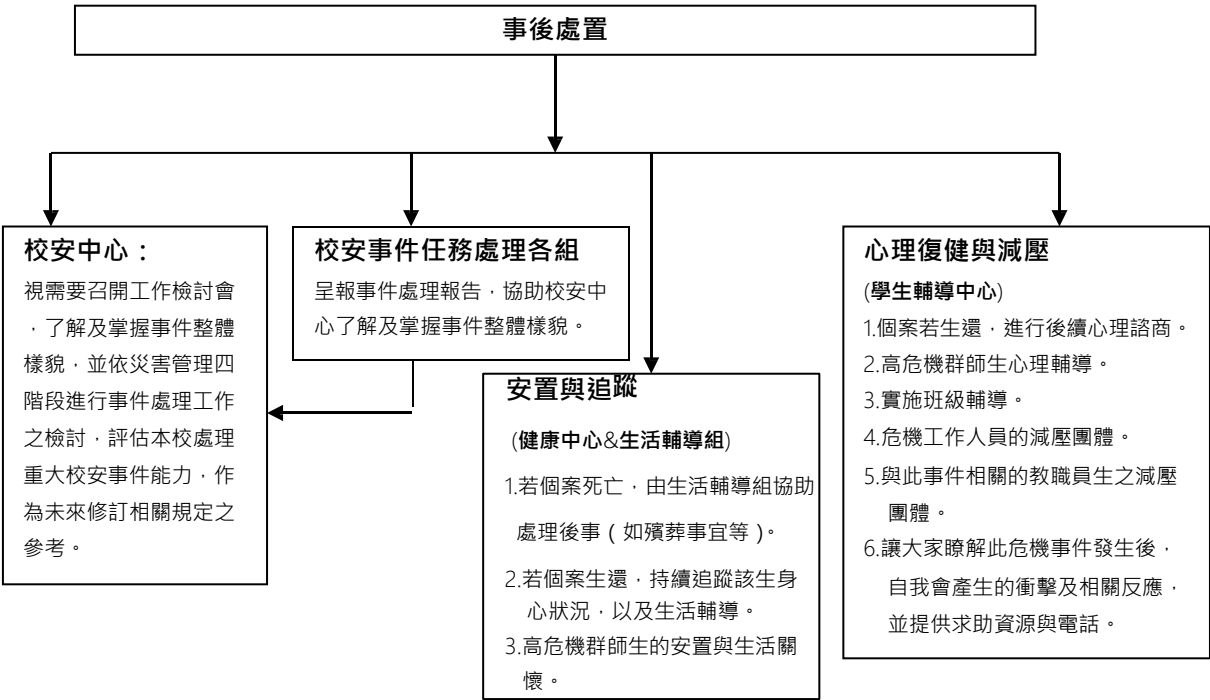 事後處置
校安中心：
視需要召開工作檢討會
，了解及掌握事件整體
樣貌，並依災害管理四
階段進行事件處理工作
之檢討，評估本校處理
重大校安事件能力，作
為未來修訂相關規定之
參考。
校安事件任務處理各組
呈報事件處理報告，協助校安中
心了解及掌握事件整體樣貌。
安置與追蹤
(健康中心&生活輔導組)
1.若個案死亡，由生活輔導組協助
處理後事（如殯葬事宜等）。
2.若個案生還，持續追蹤該生身
心狀況，以及生活輔導。
3.高危機群師生的安置與生活關
懷。
心理復健與減壓
(學生輔導中心)
1.個案若生還，進行後續心理諮商。
2.高危機群師生心理輔導。
3.實施班級輔導。
4.危機工作人員的減壓團體。
5.與此事件相關的教職員生之減壓
團體。
6.讓大家瞭解此危機事件發生後，
自我會產生的衝擊及相關反應，
並提供求助資源與電話。